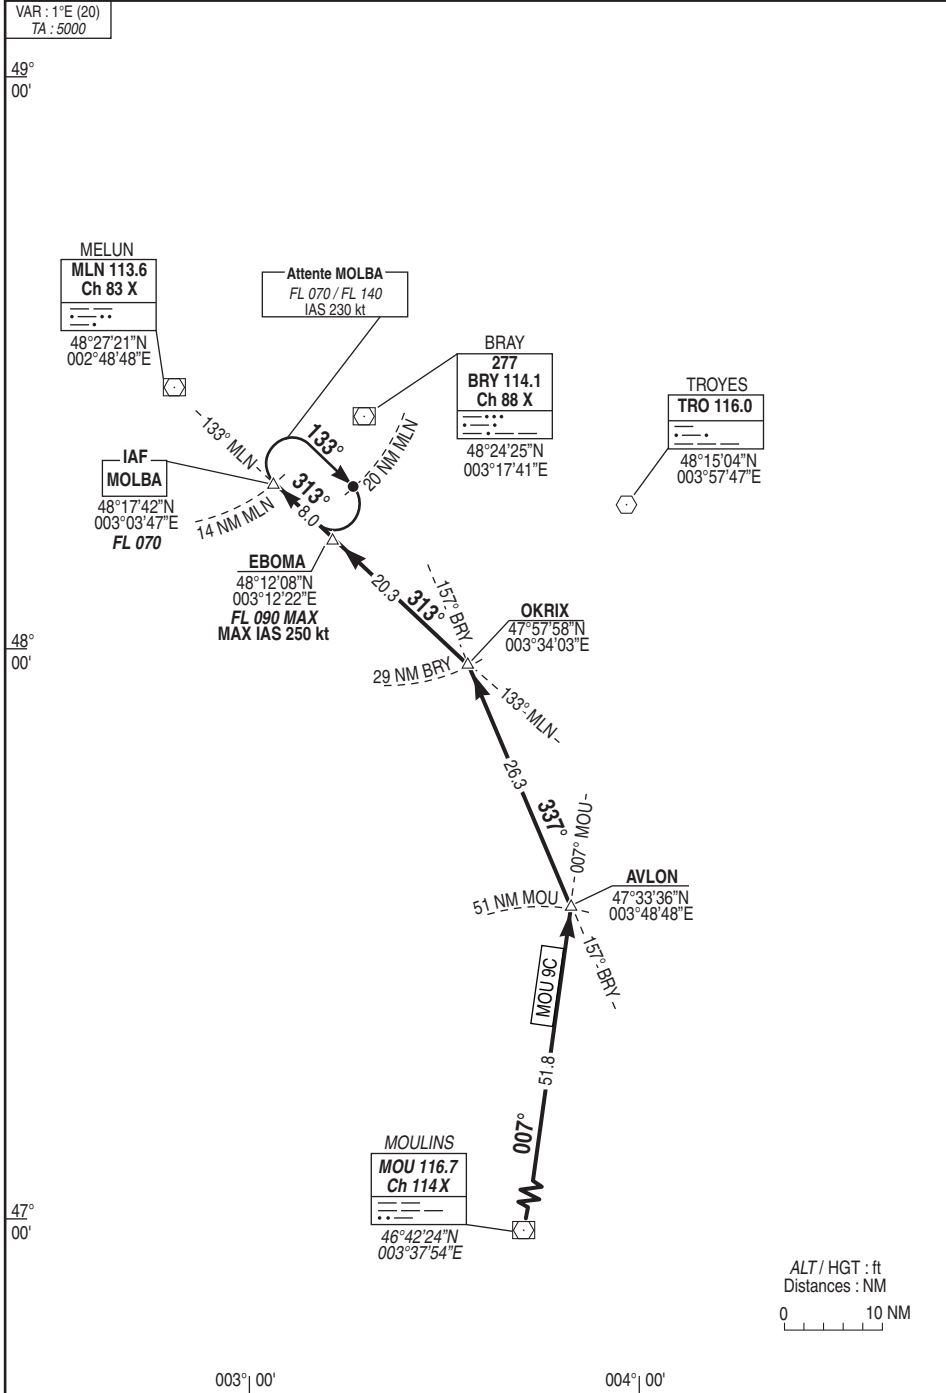 VAR : 1°E (20)
TA : 5000
49°
00'
MELUN
MLN 113.6
Ch 83 X
48°27'21"N
002°48'48"E
Attente MOLBA
FL 070 / FL 140
IAS 230 kt
BRAY
277
BRY 114.1
Ch 88 X
48°24'25"N
003°17'41"E
TROYES
TRO 116.0
48°15'04"N
003°57'47"E
133° MLN
133°
20 NM MLN
IAF
MOLBA
48°17'42"N
003°03'47"E
FL 070
313°
8.0
14 NM MLN
EBOMA
48°12'08"N
003°12'22"E
FL 090 MAX
MAX IAS 250 kt
20.3
313°
157° BRY
OKRIX
47°57'58"N
003°34'03"E
48°
00'
29 NM BRY
133° MLN
26.3
337°
007° MOU
AVLON
47°33'36"N
003°48'48"E
51 NM MOU
157° BRY
MOU 9C
51.8
007°
MOULINS
MOU 116.7
Ch 114 X
46°42'24"N
003°37'54"E
47°
00'
ALT / HGT : ft
Distances : NM
0 10 NM
003° 00' 004° 00'